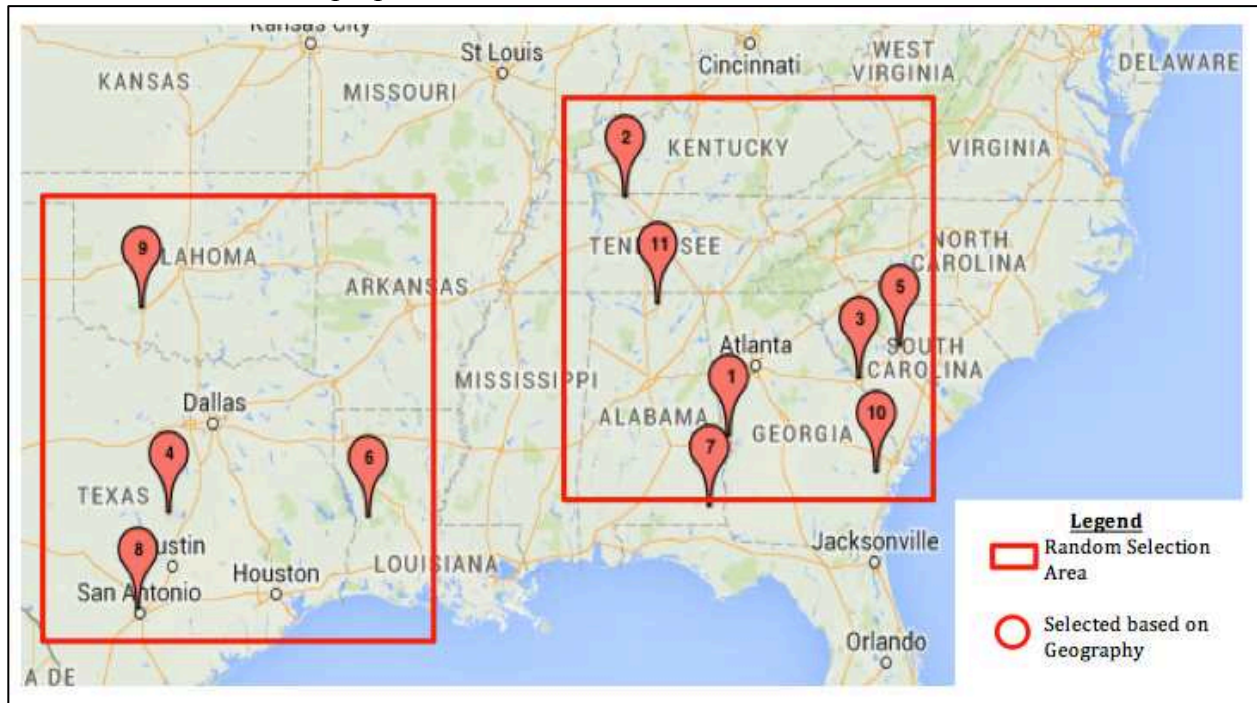 Kansas City
St Louis
Cincinnati
WEST
VIRGINIA
DELAWARE
KANSAS
MISSOURI
2
KENTUCKY
VIRGINIA
9
LAHOMA
11
TEN
SEE
NORTH
CAROLINA
ARKANSAS
5
3
Atlanta
SOUTH
CAROLINA
MISSISSIPPI
1
Dallas
ALABAMA
10
GEORGIA
4
6
7
TEXAS
8
ustin
San Antonio
Houston
LOUISIANA
Jacksonville
Orlando
A DE
Legend
Random Selection
Area
Selected based on
Geography